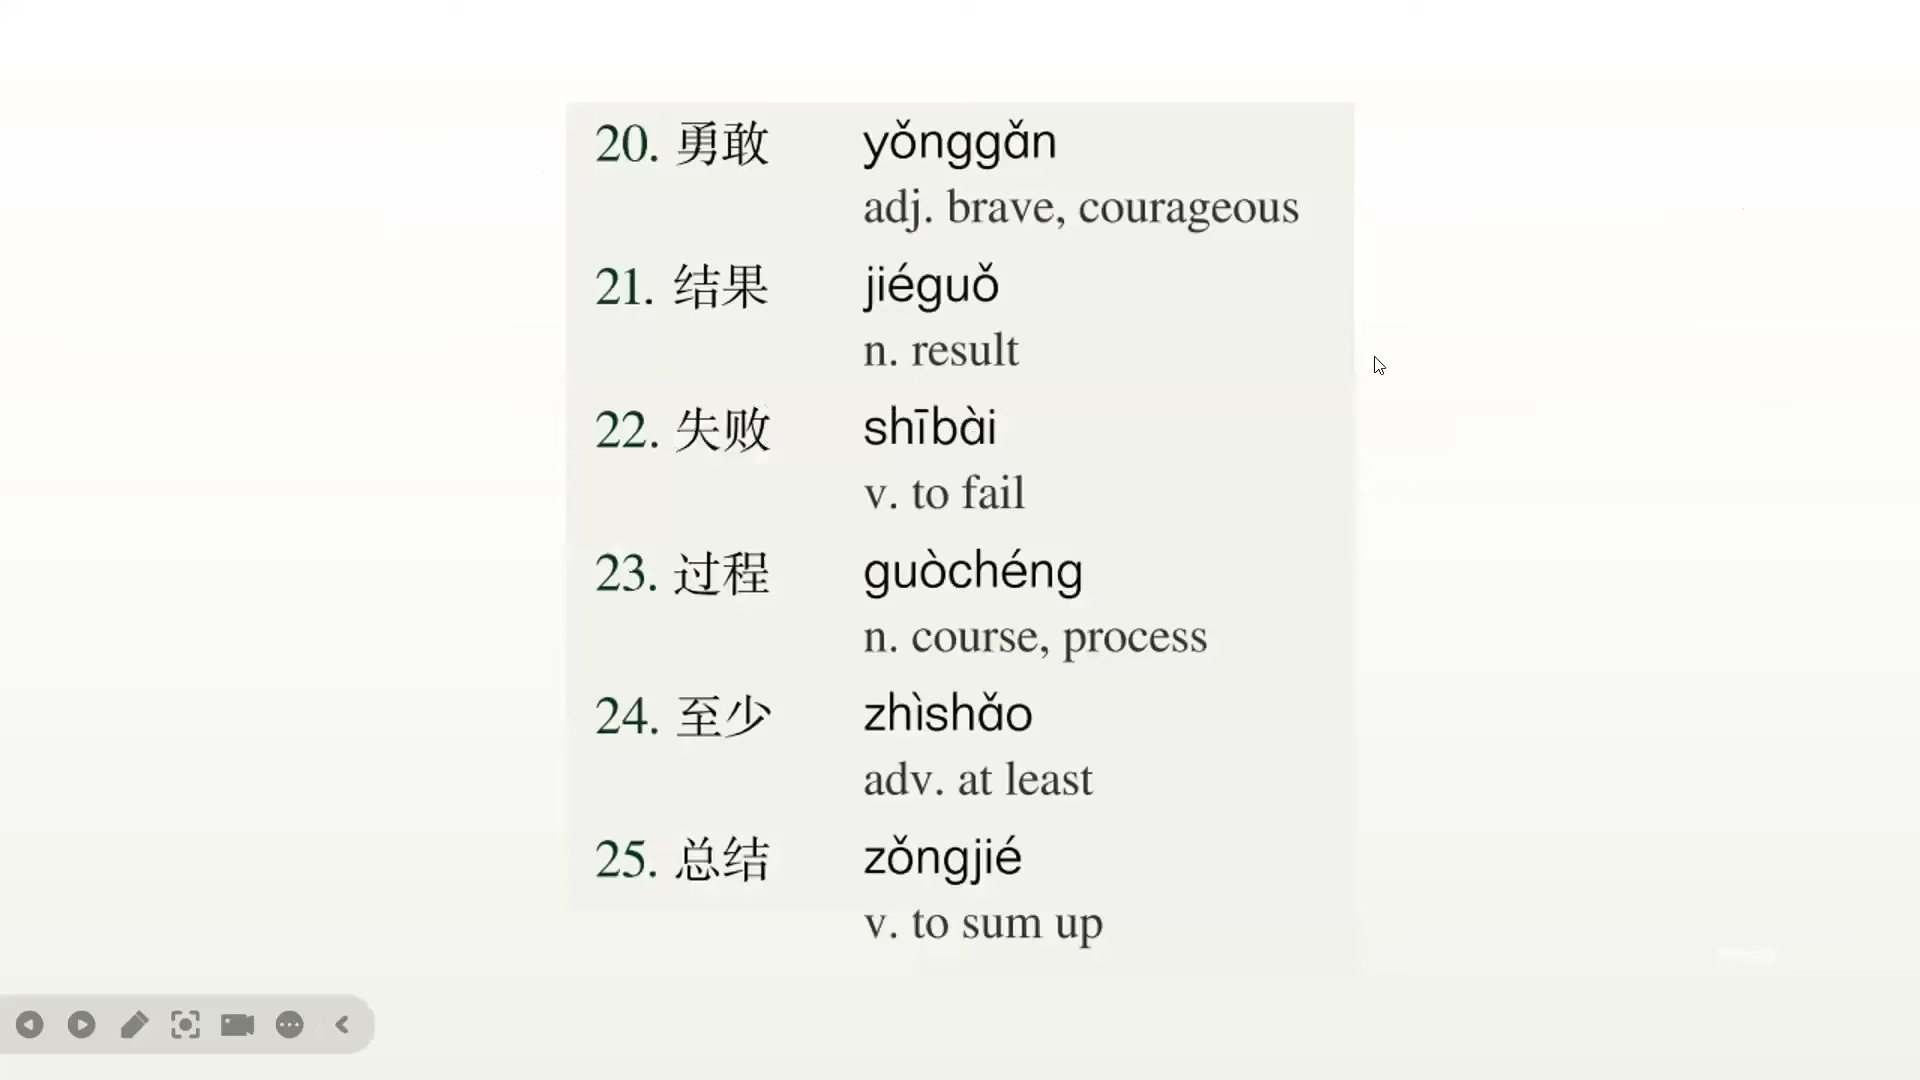 20. 勇敢 yǒnggǎn
adj. brave, courageous
21. 结果 jiéguǒ
n. result
22. 失败 shībài
v. to fail
23. 过程 guòchéng
n. course, process
24. 至少 zhìshǎo
adv. at least
25. 总结 zǒngjié
v. to sum up